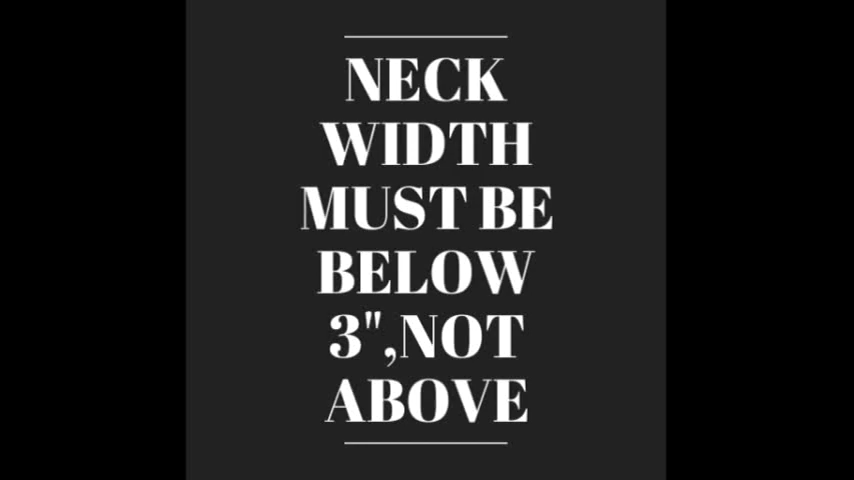 NECK
WIDTH
MUST BE
BELOW
3",NOT
ABOVE